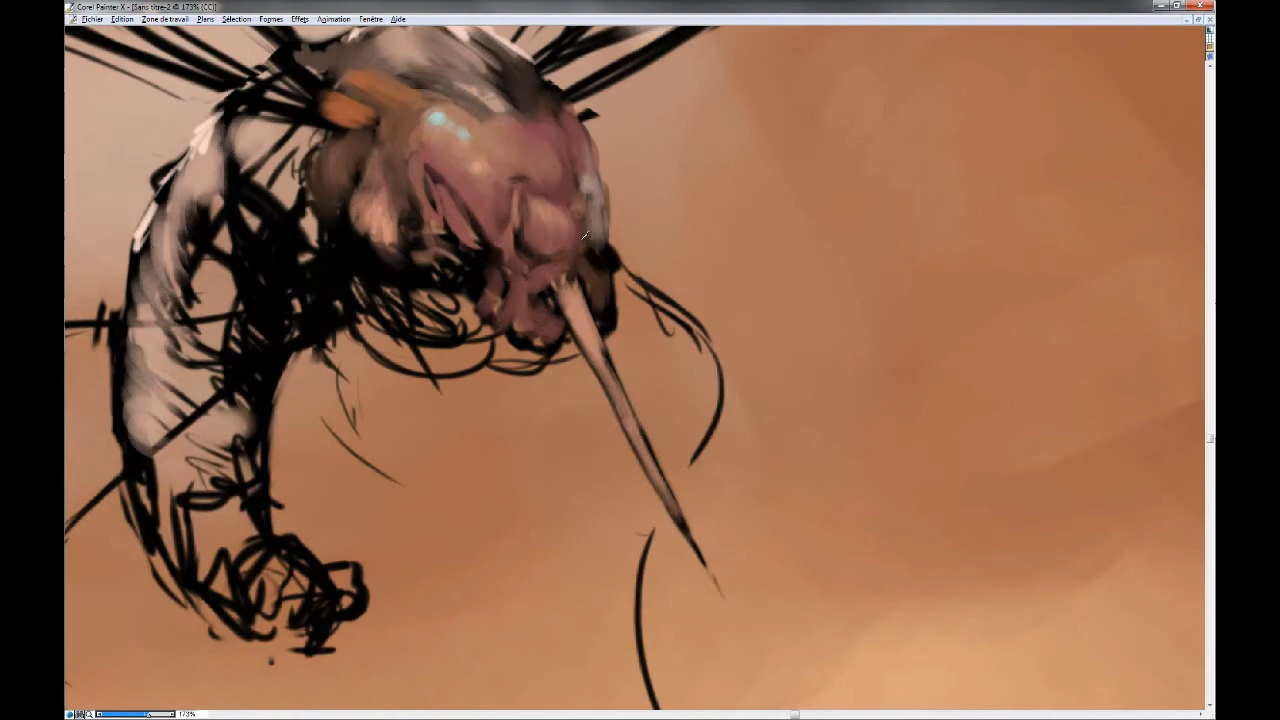 Corel Painter X - [Sans titre-2 @ 173% (CC)]
Fichier Edition Zone de travail Plans Sélection Formes Effets Animation Fenêtre Aide
173%